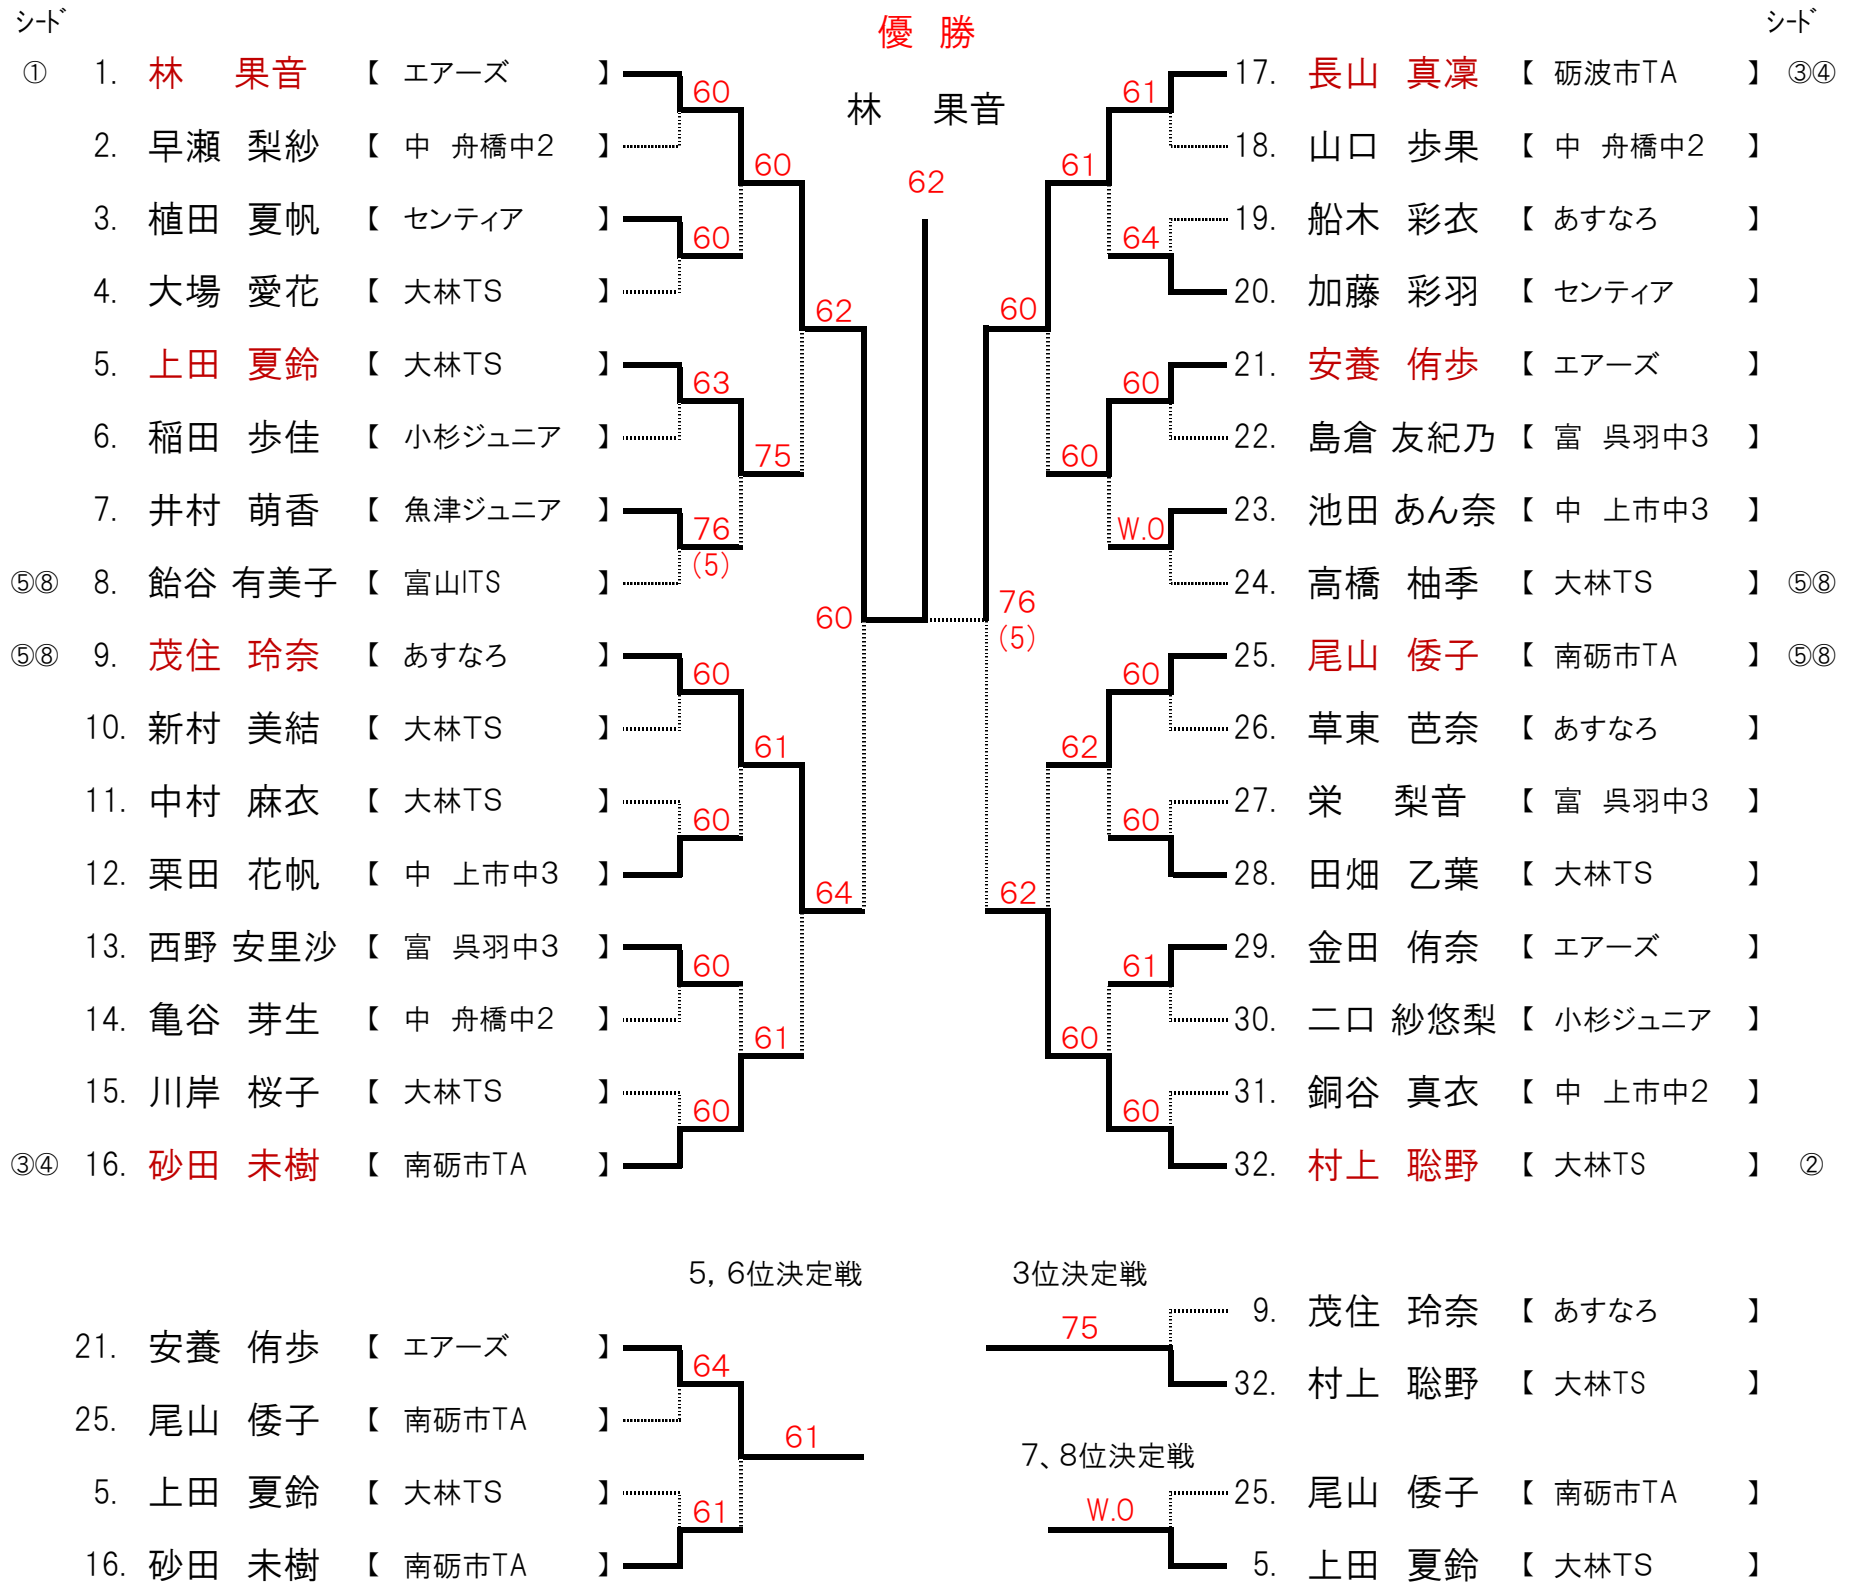 シード
シード
優 勝
林 果音
62
① 1. 林 果音 【 エアーズ 】
2. 早瀬 梨紗 【 中 舟橋中2 】
3. 植田 夏帆 【 センティア 】
4. 大場 愛花 【 大林TS 】
5. 上田 夏鈴 【 大林TS 】
6. 稲田 歩佳 【 小杉ジュニア 】
7. 井村 萌香 【 魚津ジュニア 】
⑤⑧ 8. 飴谷 有美子 【 富山ITS 】
⑤⑧ 9. 茂住 玲奈 【 あすなろ 】
10. 新村 美結 【 大林TS 】
11. 中村 麻衣 【 大林TS 】
12. 栗田 花帆 【 中 上市中3 】
13. 西野 安里沙 【 富 呉羽中3 】
14. 亀谷 芽生 【 中 舟橋中2 】
15. 川岸 桜子 【 大林TS 】
③④ 16. 砂田 未樹 【 南砺市TA 】
60
60
63
76
(5)
60
60
60
60
60
75
61
61
62
64
60
17. 長山 真凜 【 砺波市TA 】 ③④
18. 山口 歩果 【 中 舟橋中2 】
19. 船木 彩衣 【 あすなろ 】
20. 加藤 彩羽 【 センティア 】
21. 安養 侑歩 【 エアーズ 】
22. 島倉 友紀乃 【 富 呉羽中3 】
23. 池田 あん奈 【 中 上市中3 】
24. 高橋 柚季 【 大林TS 】 ⑤⑧
25. 尾山 倭子 【 南砺市TA 】 ⑤⑧
26. 草東 芭奈 【 あすなろ 】
27. 栄 梨音 【 富 呉羽中3 】
28. 田畑 乙葉 【 大林TS 】
29. 金田 侑奈 【 エアーズ 】
30. 二口 紗悠梨 【 小杉ジュニア 】
31. 銅谷 真衣 【 中 上市中2 】
32. 村上 聡野 【 大林TS 】 ②
61
64
60
W.O
60
60
61
60
61
60
62
60
60
62
76
(5)
5, 6位決定戦
21. 安養 侑歩 【 エアーズ 】
25. 尾山 倭子 【 南砺市TA 】
5. 上田 夏鈴 【 大林TS 】
16. 砂田 未樹 【 南砺市TA 】
64
61
61
3位決定戦
9. 茂住 玲奈 【 あすなろ 】
75
32. 村上 聡野 【 大林TS 】
7、8位決定戦
25. 尾山 倭子 【 南砺市TA 】
W.O
5. 上田 夏鈴 【 大林TS 】